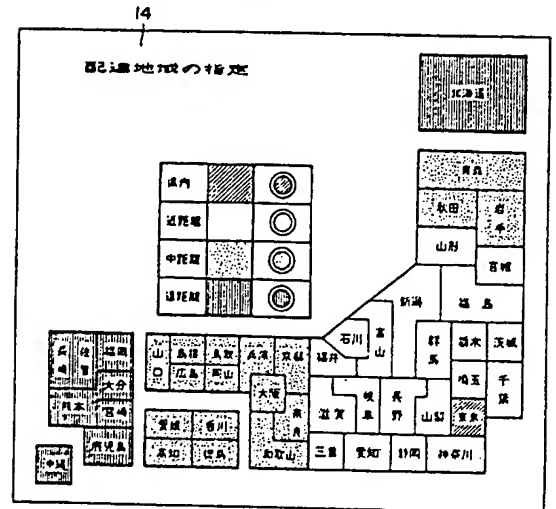 14
配達地域の指定
北海道
県内
近距離
中距離
遠距離
青森
秋田
岩手
山形
宮城
新潟
福島
石川
富山
福井
群馬
栃木
茨城
埼玉
千葉
東京
山梨
長野
岐阜
滋賀
三重
愛知
静岡
神奈川
山口
島根
鳥取
兵庫
京都
広島
岡山
大阪
奈良
和歌山
愛媛
香川
高知
徳島
長崎
佐賀
福岡
大分
熊本
宮崎
鹿児島
沖縄